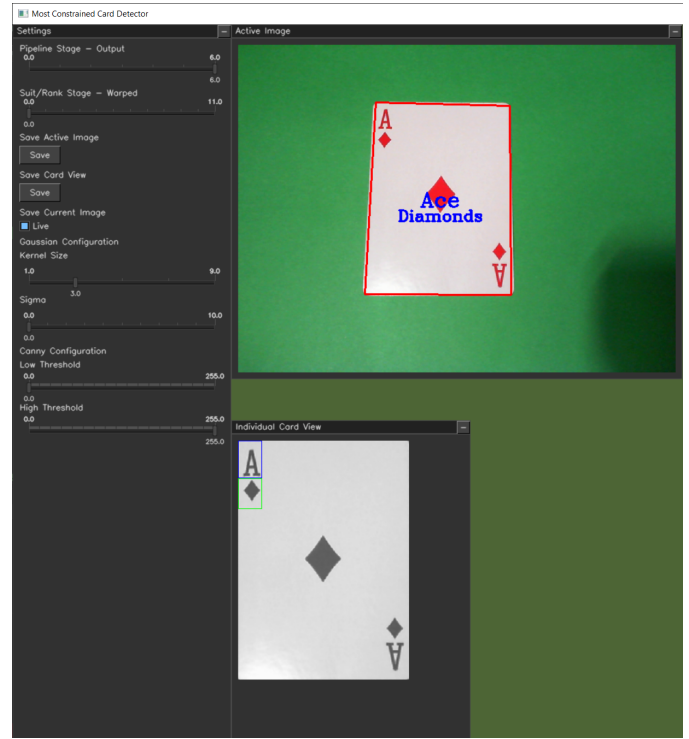 Most Constrained Card Detector
Settings
Pipeline Stage - Output
0.0 6.0
6.0
Suit/Rank Stage - Warped
0.0 11.0
0.0
Save Active Image
Save
Save Card View
Save
Save Current Image
Live
Gaussian Configuration
Kernel Size
1.0 9.0
3.0
Sigma
0.0 10.0
0.0
Canny Configuration
Low Threshold
0.0 255.0
0.0
High Threshold
0.0 255.0
255.0
Active Image
A
Ace
Diamonds
A
Individual Card View
A
A